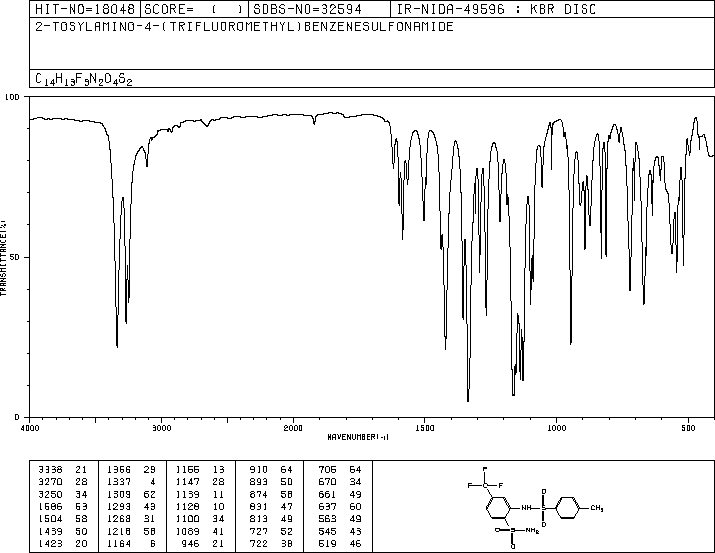 HIT-NO=18048 SCORE= ( ) SDBS-NO=32594 IR-NIDA-49596 : KBR DISC
2-TOSYLAMINO-4-(TRIFLUOROMETHYL)BENZENESULFONAMIDE
C14H13F3N2O4S2
100
50
0
TRANSMITTANCE(%)
4000 3000 2000 1500 1000 500
WAVENUMBER(-1)
3338 21 1356 29 1155 13 910 64 705 64
3270 28 1337 4 1147 28 893 50 670 34
3250 34 1309 62 1139 11 874 58 661 49
1586 53 1293 43 1128 10 831 47 637 60
1504 58 1268 31 1100 34 813 49 563 49
1439 50 1218 58 1089 41 727 52 545 43
1423 20 1164 6 946 21 722 38 519 46
F
F C F
O
NH S CH3
O
O S NH2
O